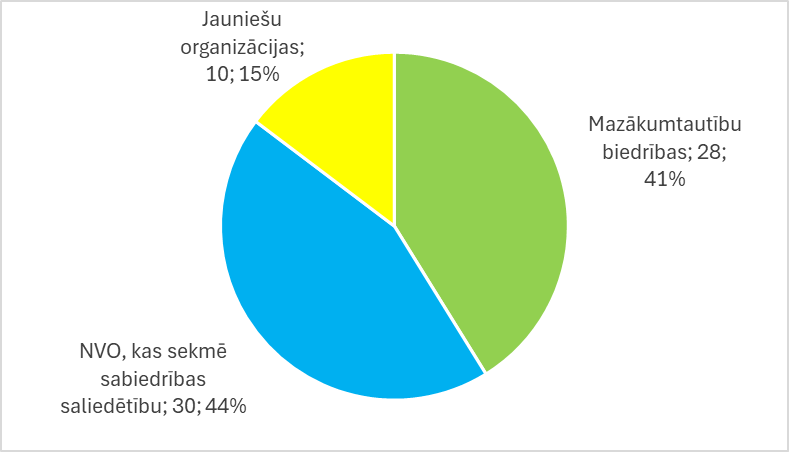 Jauniešu
organizācijas;
10; 15%
Mazākumtautību
biedrības; 28;
41%
NVO, kas sekmē
sabiedrības
saliedētību; 30; 44%